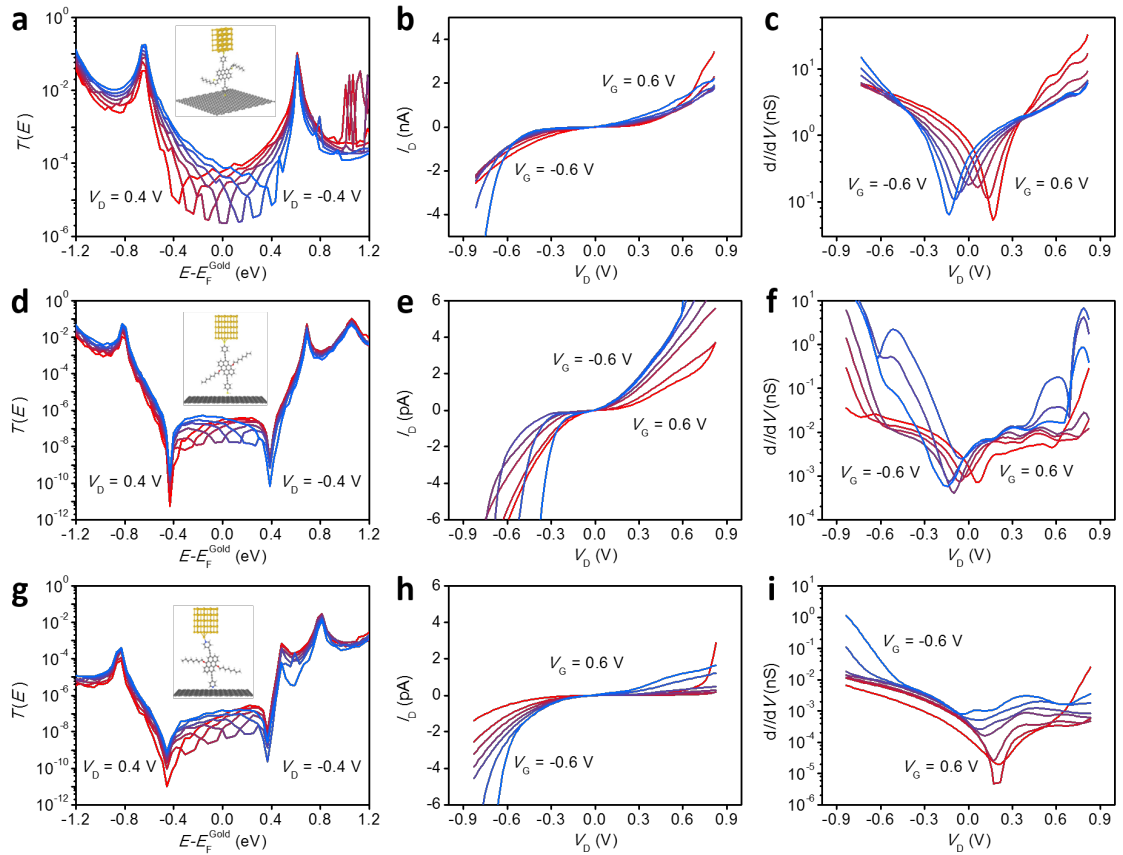 a
10^0
10^-2
10^-4
10^-6
T(E)
V_D = 0.4 V
V_D = -0.4 V
-1.2 -0.8 -0.4 0.0 0.4 0.8 1.2
E-E_F^Gold (eV)
b
4
2
0
-2
-4
I_D (nA)
V_G = 0.6 V
V_G = -0.6 V
-0.9 -0.6 -0.3 0.0 0.3 0.6 0.9
V_D (V)
c
10^1
10^0
10^-1
dI/dV (nS)
V_G = -0.6 V
V_G = 0.6 V
-0.9 -0.6 -0.3 0.0 0.3 0.6 0.9
V_D (V)
d
10^0
10^-2
10^-4
10^-6
10^-8
10^-10
10^-12
T(E)
V_D = 0.4 V
V_D = -0.4 V
-1.2 -0.8 -0.4 0.0 0.4 0.8 1.2
E-E_F^Gold (eV)
e
6
4
2
0
-2
-4
-6
I_D (pA)
V_G = -0.6 V
V_G = 0.6 V
-0.9 -0.6 -0.3 0.0 0.3 0.6 0.9
V_D (V)
f
10^1
10^0
10^-1
10^-2
10^-3
10^-4
dI/dV (nS)
V_G = -0.6 V
V_G = 0.6 V
-0.9 -0.6 -0.3 0.0 0.3 0.6 0.9
V_D (V)
g
10^0
10^-2
10^-4
10^-6
10^-8
10^-10
10^-12
T(E)
V_D = 0.4 V
V_D = -0.4 V
-1.2 -0.8 -0.4 0.0 0.4 0.8 1.2
E-E_F^Gold (eV)
h
6
4
2
0
-2
-4
-6
I_D (pA)
V_G = 0.6 V
V_G = -0.6 V
-0.9 -0.6 -0.3 0.0 0.3 0.6 0.9
V_D (V)
i
10^1
10^0
10^-1
10^-2
10^-3
10^-4
10^-5
10^-6
dI/dV (nS)
V_G = -0.6 V
V_G = 0.6 V
-0.9 -0.6 -0.3 0.0 0.3 0.6 0.9
V_D (V)